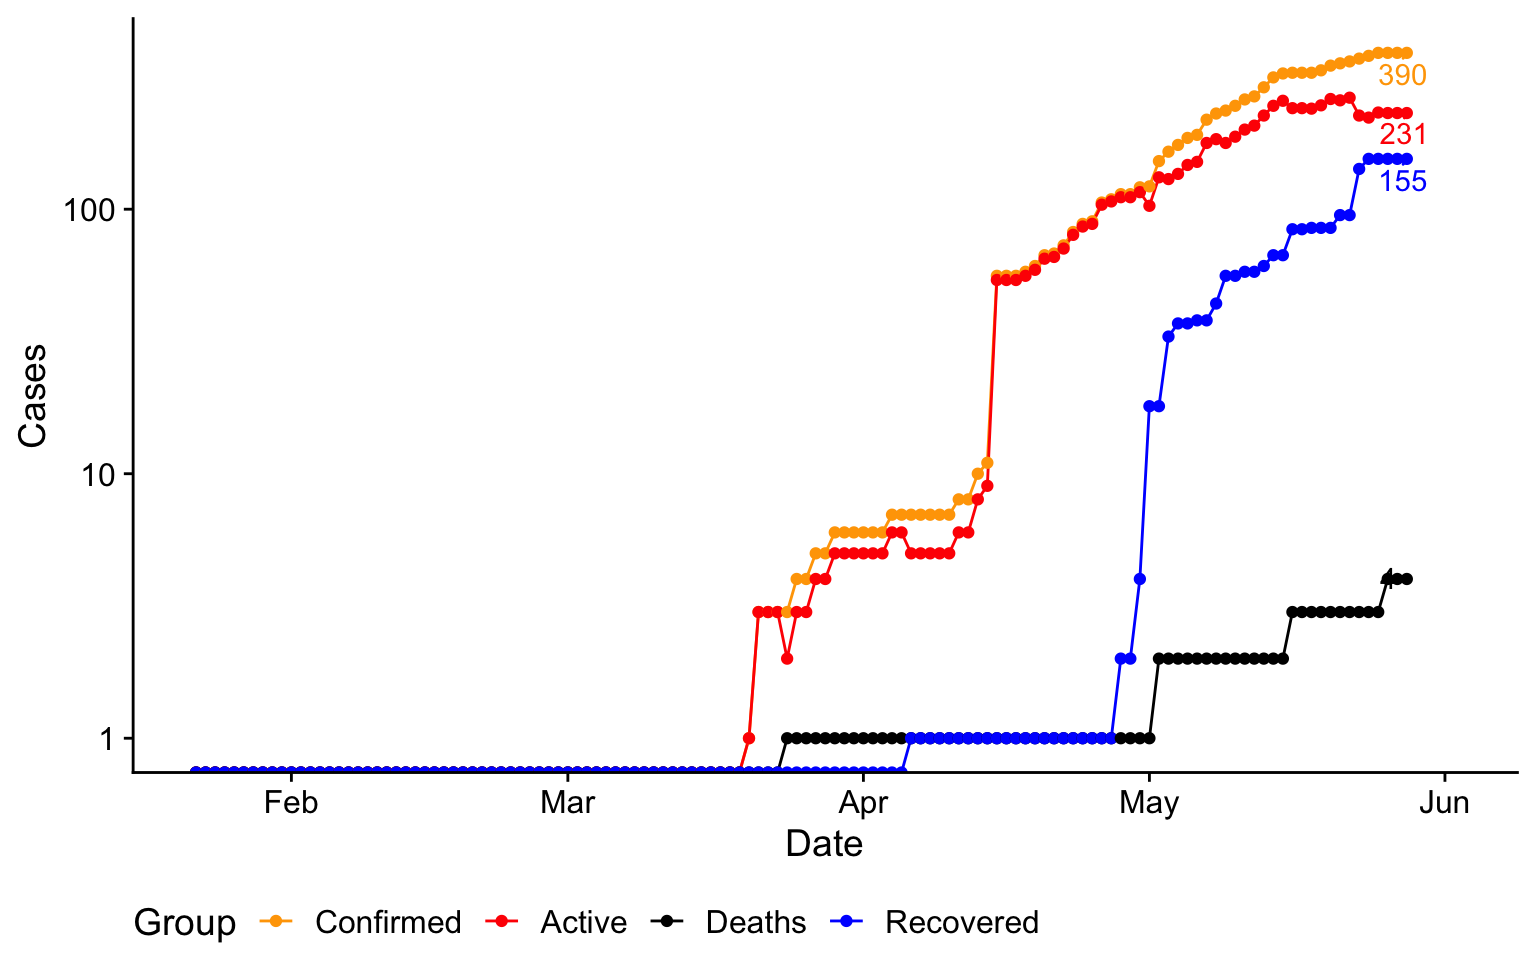 Cases
100
10
1
390
231
155
4
Feb Mar Apr May Jun
Date
Group Confirmed Active Deaths Recovered